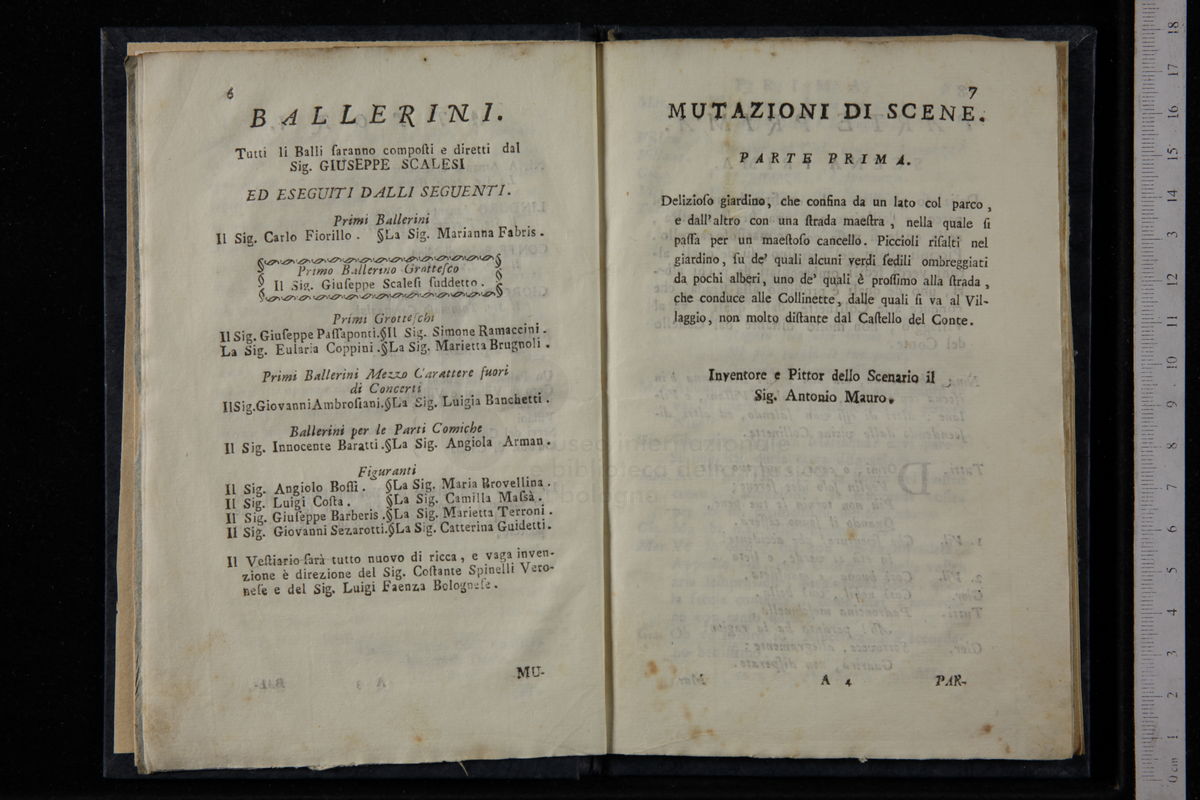 6
BALLERINI.
Tutti li Balli ſaranno compoſti e diretti dal
Sig. GIUSEPPE SCALESI
ED ESEGUITI DALLI SEGUENTI.
Primi Ballerini
Il Sig. Carlo Fiorillo . §La Sig. Marianna Fabris .
Primo Ballerino Grotteſco
Il Sig. Giuſeppe Scaleſi ſuddetto .
Primi Grotteſchi
Il Sig. Giuſeppe Paſſaponti.§Il Sig. Simone Ramaccini .
La Sig. Eularia Coppini .§La Sig. Marietta Brugnoli .
Primi Ballerini Mezzo Carattere fuori
di Concerti
IlSig.GiovanniAmbroſiani.§La Sig. Luigia Banchetti .
Ballerini per le Parti Comiche
Il Sig. Innocente Baratti .§La Sig. Angiola Arman .
Figuranti
Il Sig. Angiolo Boſſi . §La Sig. Maria Brovellina .
Il Sig. Luigi Coſta . §La Sig. Camilla Maſsà .
Il Sig. Giuſeppe Barberis .§La Sig. Marietta Terroni .
Il Sig. Giovanni Sezarotti.§La Sig. Catterina Guidetti.
Il Veſtiario ſarà tutto nuovo di ricca , e vaga inven-
zione è direzione del Sig. Coſtante Spinelli Vero-
neſe e del Sig. Luigi Faenza Bologneſe .
MU-
7
MUTAZIONI DI SCENE.
PARTE PRIMA.
Delizioſo giardino, che confina da un lato col parco ,
e dall'altro con una ſtrada maeſtra , nella quale ſi
paſſa per un maeſtoſo cancello. Piccioli riſalti nel
giardino, ſu de' quali alcuni verdi ſedili ombreggiati
da pochi alberi, uno de' quali è proſſimo alla ſtrada ,
che conduce alle Collinette, dalle quali ſi va al Vil-
laggio, non molto diſtante dal Caſtello del Conte.
Inventore e Pittor dello Scenario il
Sig. Antonio Mauro.
A 4 PAR-
museo internazionale
e biblioteca della musica
di bologna